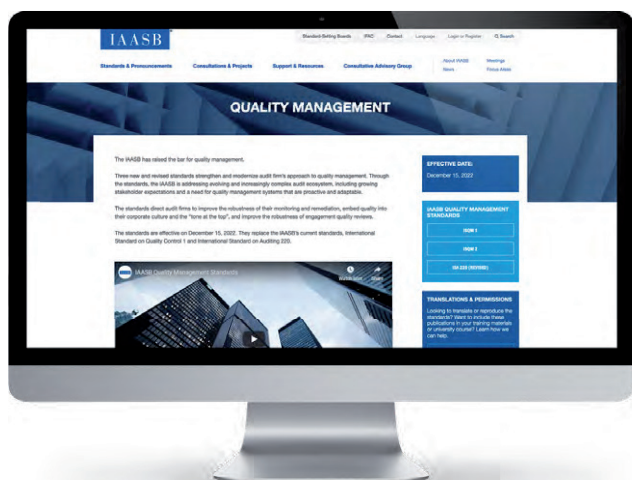 IAASB
Standard-Setting Boards IFAC Contact Language Login or Register Search
Standards & Pronouncements Consultations & Projects Support & Resources Consultative Advisory Group
About IAASB Meetings
News Focus Areas
QUALITY MANAGEMENT
The IAASB has raised the bar for quality management.
Three new and revised standards strengthen and modernize audit firm's approach to quality management. Through
the standards, the IAASB is addressing evolving and increasingly complex audit ecosystem, including growing
stakeholder expectations and a need for quality management systems that are proactive and adaptable.
The standards direct audit firms to improve the robustness of their monitoring and remediation, embed quality into
their corporate culture and the "tone at the top", and improve the robustness of engagement quality reviews.
The standards are effective on December 15, 2022. They replace the IAASB's current standards, International
Standard on Quality Control 1 and International Standard on Auditing 220.
IAASB Quality Management Standards
Watch later Share
EFFECTIVE DATE:
December 15, 2022
IAASB QUALITY MANAGEMENT
STANDARDS
ISQM 1
ISQM 2
ISA 220 (REVISED)
TRANSLATIONS & PERMISSIONS
Looking to translate or reproduce the
standards? Want to include these
publications in your training materials
or university course? Learn how we
can help.